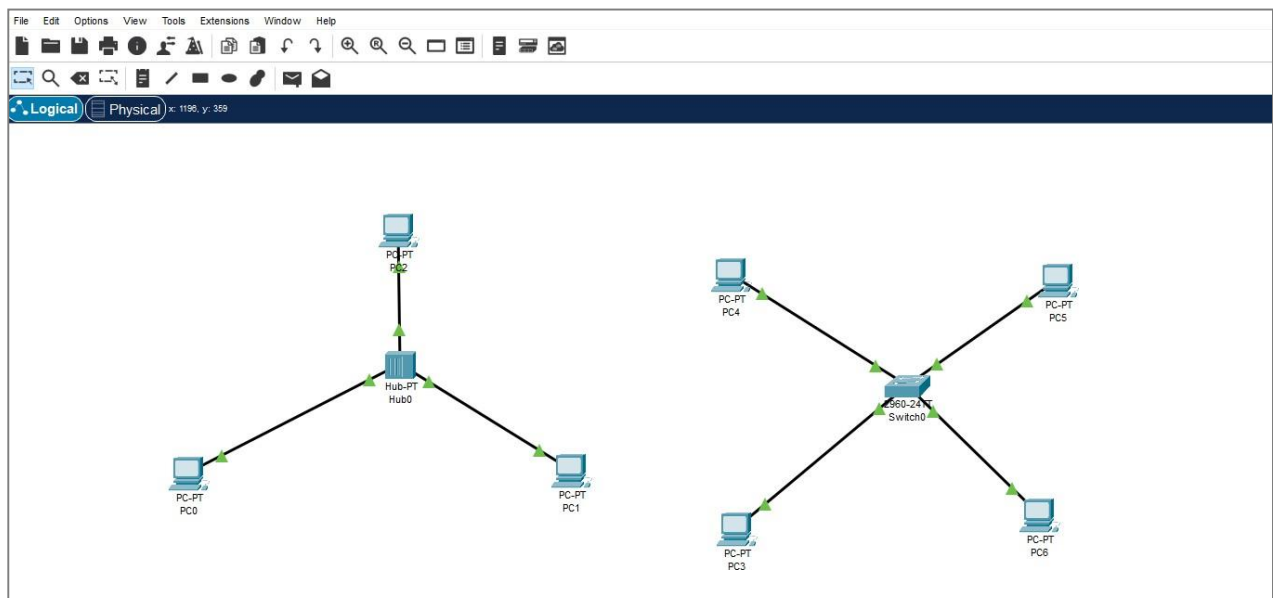 File Edit Options View Tools Extensions Window Help
Logical Physical x: 1196, y: 359
PC-PT
PC2
Hub-PT
Hub0
PC-PT
PC0
PC-PT
PC1
PC-PT
PC4
PC-PT
PC5
2960-24TT
Switch0
PC-PT
PC3
PC-PT
PC6